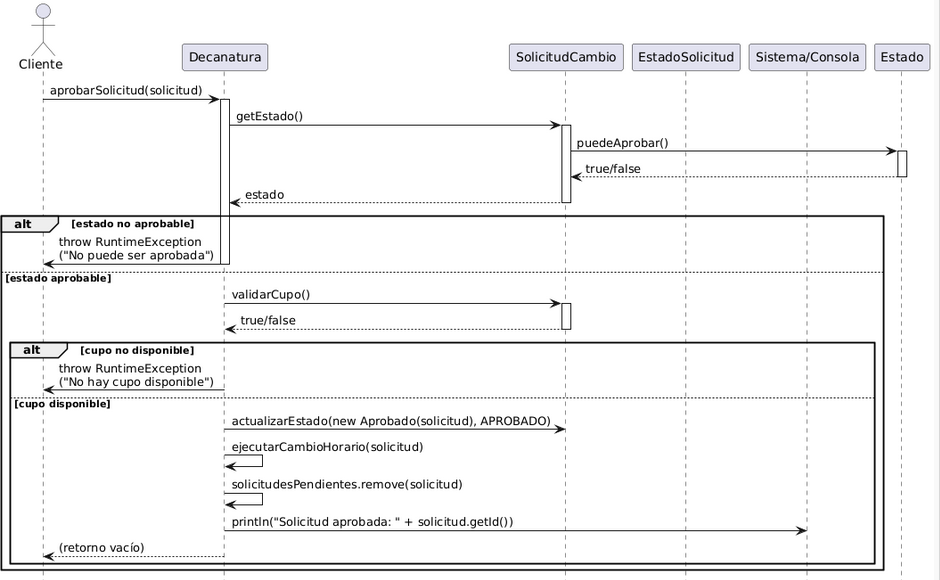 Cliente
Decanatura
SolicitudCambio
EstadoSolicitud
Sistema/Consola
Estado
aprobarSolicitud(solicitud)
getEstado()
puedeAprobar()
true/false
estado
alt
[estado no aprobable]
throw RuntimeException
("No puede ser aprobada")
[estado aprobable]
validarCupo()
true/false
alt
[cupo no disponible]
throw RuntimeException
("No hay cupo disponible")
[cupo disponible]
actualizarEstado(new Aprobado(solicitud), APROBADO)
ejecutarCambioHorario(solicitud)
solicitudesPendientes.remove(solicitud)
println("Solicitud aprobada: " + solicitud.getId())
(retorno vacío)